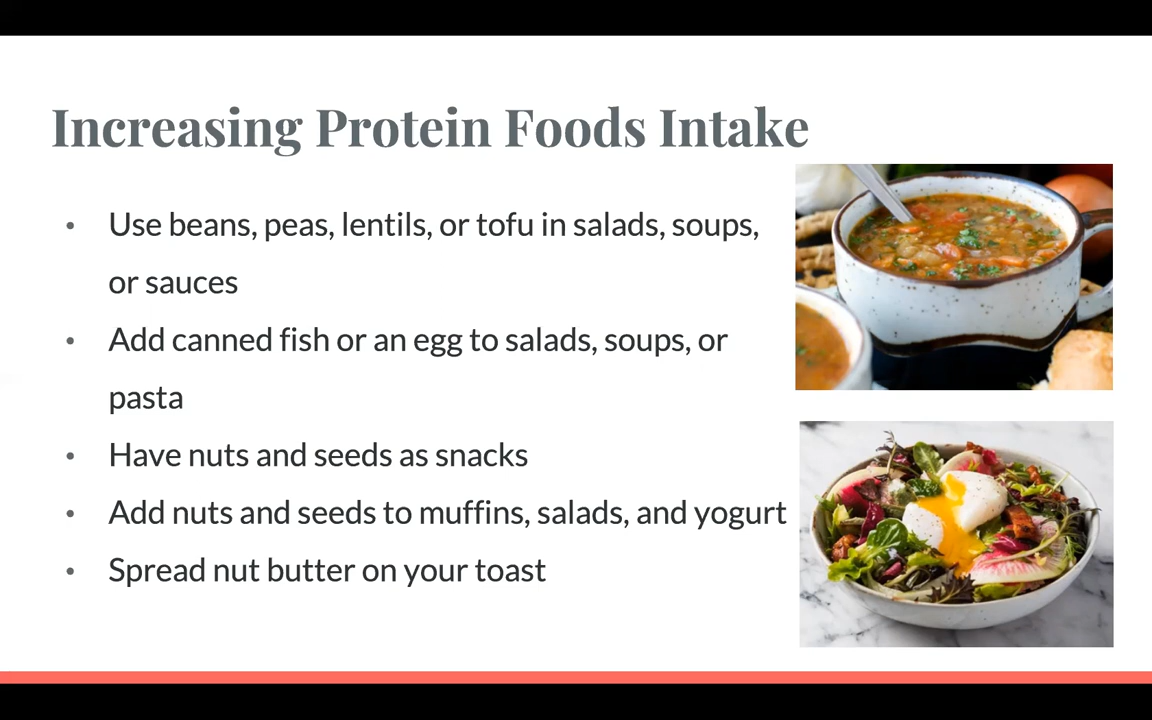 Increasing Protein Foods Intake
• Use beans, peas, lentils, or tofu in salads, soups,
or sauces
• Add canned fish or an egg to salads, soups, or
pasta
• Have nuts and seeds as snacks
• Add nuts and seeds to muffins, salads, and yogurt
• Spread nut butter on your toast